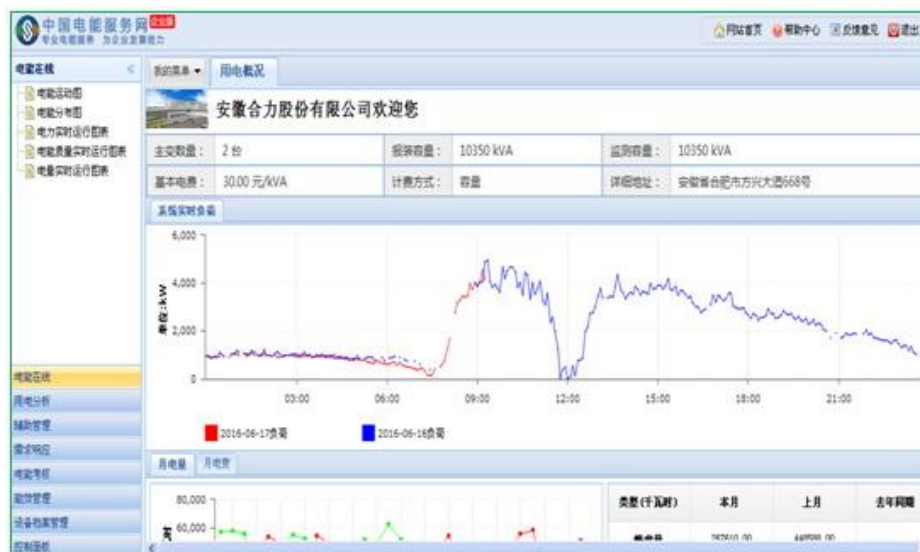 中国电能服务网 企业版
专业电能服务 为企业发展助力
网站首页 帮助中心 反馈意见 退出
电能在线
我的菜单 用电概况
电能运动图
电能分布图
电力实时运行图表
电能质量实时运行图表
电量实时运行图表
安徽合力股份有限公司欢迎您
主变数量： 2 台 报装容量： 10350 kVA 监测容量： 10350 kVA
基本电费： 30.00 元/kVA 计费方式： 容量 详细地址： 安徽省合肥市方兴大道668号
系统实时负荷
单位:kW
6,000
4,000
2,000
0
03:00 06:00 09:00 12:00 15:00 18:00 21:00
2016-06-17负荷 2016-06-16负荷
电能在线
用电分析
辅助管理
需求响应
电能考核
能效管理
设备档案管理
控制面板
月电量 月电费
80,000
60,000
类型(千瓦时) 本月 上月 去年同期